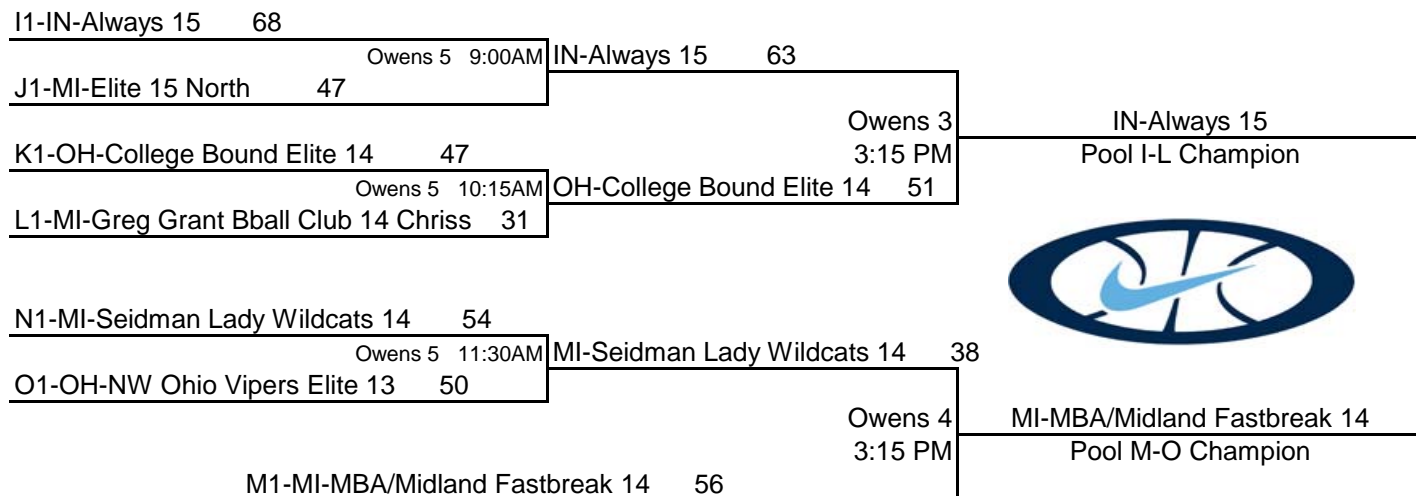 I1-IN-Always 15 68
Owens 5 9:00AM IN-Always 15 63
J1-MI-Elite 15 North 47
Owens 3 IN-Always 15
K1-OH-College Bound Elite 14 47 3:15 PM Pool I-L Champion
Owens 5 10:15AM OH-College Bound Elite 14 51
L1-MI-Greg Grant Bball Club 14 Chriss 31
N1-MI-Seidman Lady Wildcats 14 54
Owens 5 11:30AM MI-Seidman Lady Wildcats 14 38
O1-OH-NW Ohio Vipers Elite 13 50
Owens 4 MI-MBA/Midland Fastbreak 14
3:15 PM Pool M-O Champion
M1-MI-MBA/Midland Fastbreak 14 56